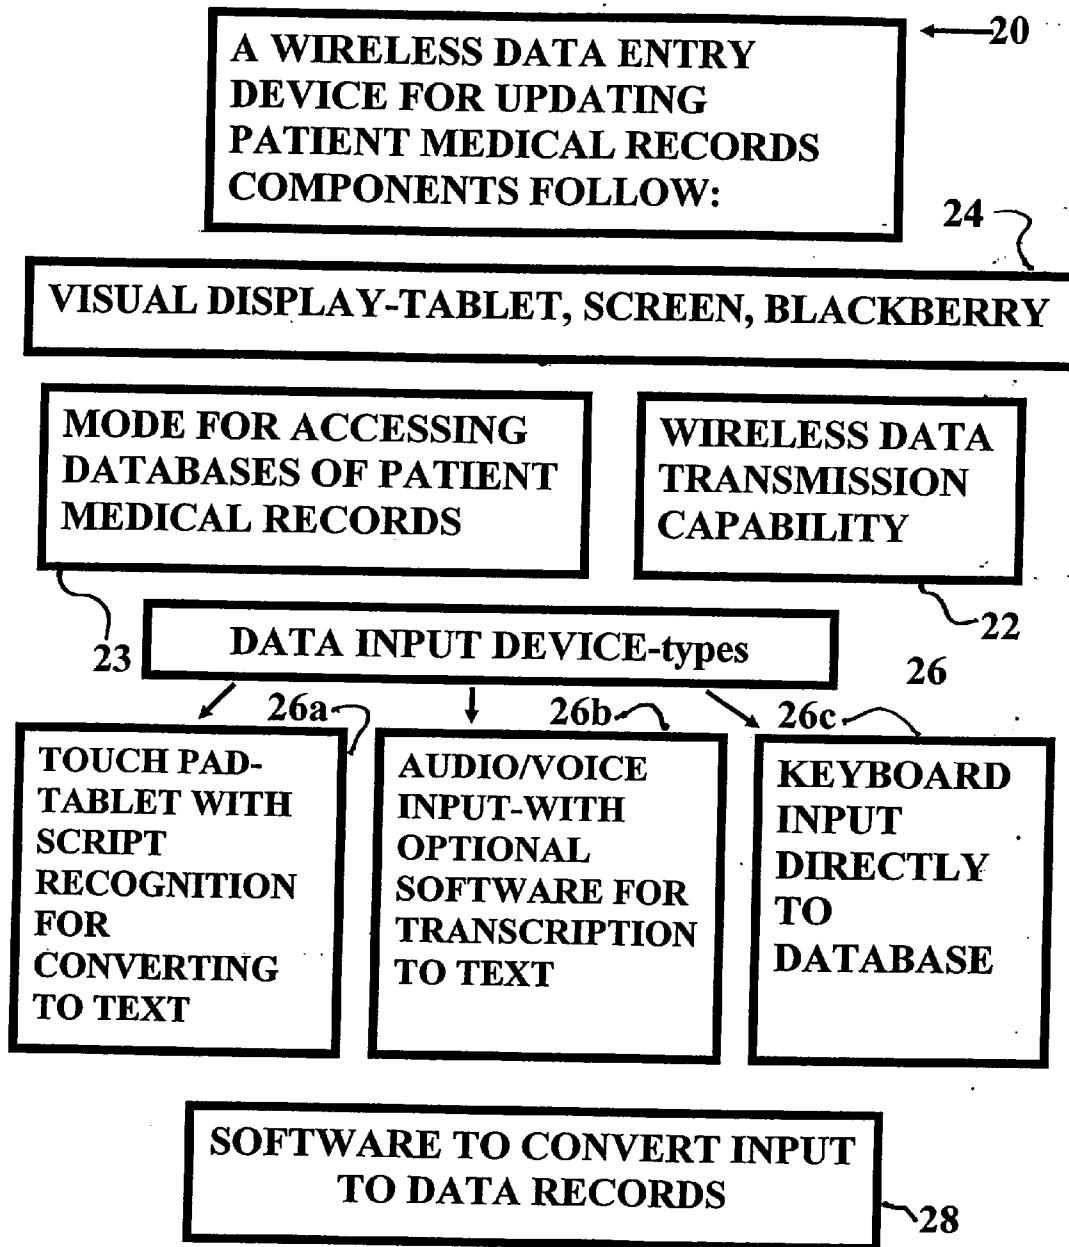 20
A WIRELESS DATA ENTRY
DEVICE FOR UPDATING
PATIENT MEDICAL RECORDS
COMPONENTS FOLLOW:
24
VISUAL DISPLAY-TABLET, SCREEN, BLACKBERRY
MODE FOR ACCESSING
DATABASES OF PATIENT
MEDICAL RECORDS
23
WIRELESS DATA
TRANSMISSION
CAPABILITY
22
DATA INPUT DEVICE-types
26
26a
TOUCH PAD-
TABLET WITH
SCRIPT
RECOGNITION
FOR
CONVERTING
TO TEXT
26b
AUDIO/VOICE
INPUT-WITH
OPTIONAL
SOFTWARE FOR
TRANSCRIPTION
TO TEXT
26c
KEYBOARD
INPUT
DIRECTLY
TO
DATABASE
SOFTWARE TO CONVERT INPUT
TO DATA RECORDS
28